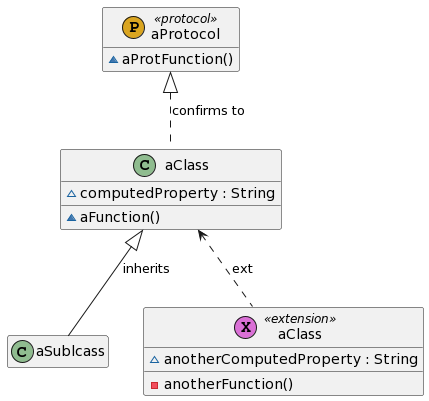 P
«protocol»
aProtocol
aProtFunction()
confirms to
C
aClass
computedProperty : String
aFunction()
inherits
ext
C
aSublcass
X
«extension»
aClass
anotherComputedProperty : String
anotherFunction()